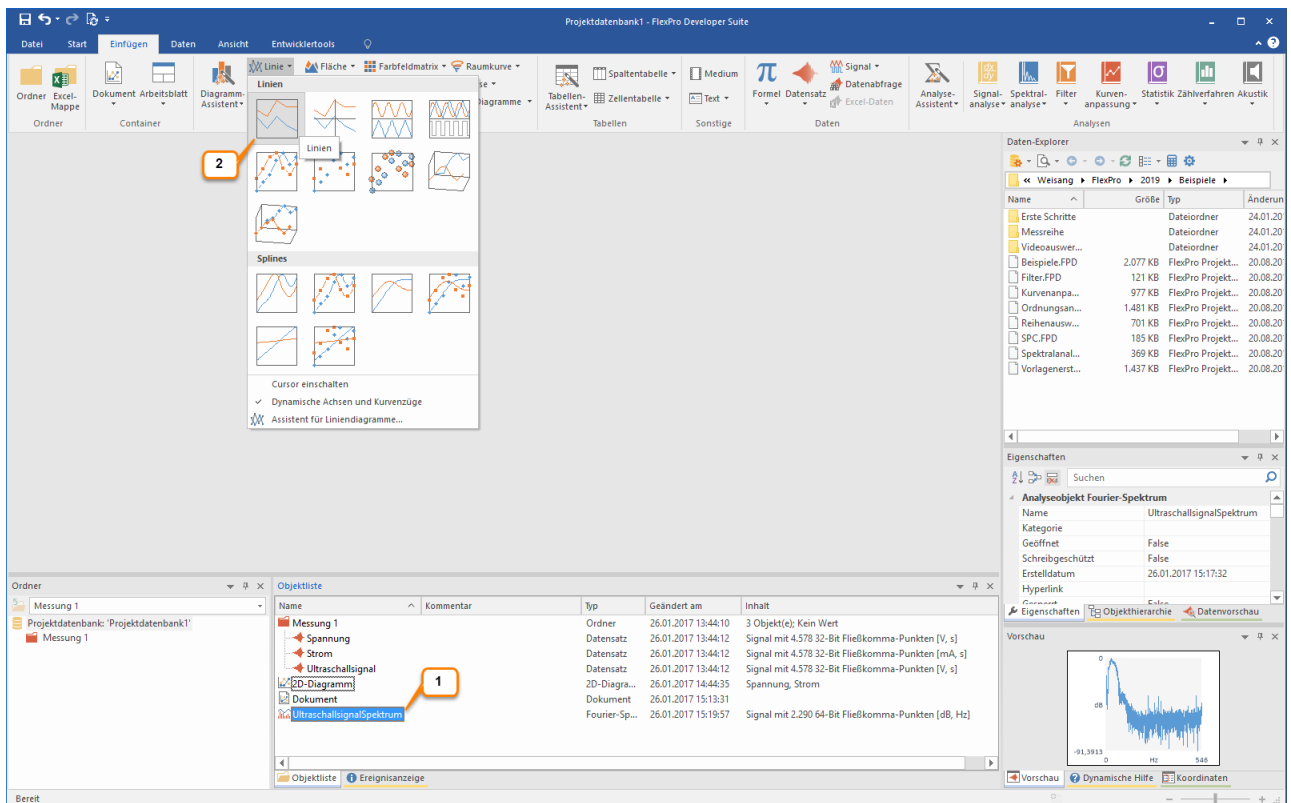 Projektdatenbank1 - FlexPro Developer Suite
Datei Start Einfügen Daten Ansicht Entwicklertools
Linie Fläche Farbfeldmatrix Raumkurve
Ordner Excel-Mappe Dokument Arbeitsblatt Diagramm-Assistent
se
Diagramme
Tabellen-Assistent Spaltentabelle Zellentabelle Medium Text
Formel Datensatz Signal Datenabfrage Excel-Daten
Analyse-Assistent Signal-analyse Spektral-analyse Filter Kurven-anpassung Statistik Zählverfahren Akustik
Ordner Container Tabellen Sonstige Daten Analysen
Linien
Linien
2
Splines
Cursor einschalten
Dynamische Achsen und Kurvenzüge
Assistent für Liniendiagramme...
Daten-Explorer
« Weisang FlexPro 2019 Beispiele
Name Größe Typ Änderun
Erste Schritte Dateiordner 24.01.20
Messreihe Dateiordner 24.01.20
Videoauswer... Dateiordner 24.01.20
Beispiele.FPD 2.077 KB FlexPro Projekt... 20.08.20
Filter.FPD 121 KB FlexPro Projekt... 20.08.20
Kurvenanpa... 977 KB FlexPro Projekt... 20.08.20
Ordnungsan... 1.481 KB FlexPro Projekt... 20.08.20
Reihenausw... 701 KB FlexPro Projekt... 20.08.20
SPC.FPD 185 KB FlexPro Projekt... 20.08.20
Spektralanal... 369 KB FlexPro Projekt... 20.08.20
Vorlagenerst... 1.437 KB FlexPro Projekt... 20.08.20
Eigenschaften
Suchen
Analyseobjekt Fourier-Spektrum
Name UltraschallsignalSpektrum
Kategorie
Geöffnet False
Schreibgeschützt False
Erstelldatum 26.01.2017 15:17:32
Hyperlink
Eigenschaften Objekthierarchie Datenvorschau
Ordner
Messung 1
Projektdatenbank: 'Projektdatenbank1'
Messung 1
Objektliste
Name Kommentar Typ Geändert am Inhalt
Messung 1 Ordner 26.01.2017 13:44:10 3 Objekt(e); Kein Wert
Spannung Datensatz 26.01.2017 13:44:12 Signal mit 4.578 32-Bit Fließkomma-Punkten [V, s]
Strom Datensatz 26.01.2017 13:44:12 Signal mit 4.578 32-Bit Fließkomma-Punkten [mA, s]
Ultraschallsignal Datensatz 26.01.2017 13:44:12 Signal mit 4.578 32-Bit Fließkomma-Punkten [V, s]
2D-Diagramm 2D-Diagra... 26.01.2017 14:44:35 Spannung, Strom
Dokument Dokument 26.01.2017 15:13:31
UltraschallsignalSpektrum Fourier-Sp... 26.01.2017 15:19:57 Signal mit 2.290 64-Bit Fließkomma-Punkten [dB, Hz]
1
Objektliste Ereignisanzeige
Vorschau
0
dB
-91,3913
0 Hz 546
Vorschau Dynamische Hilfe Koordinaten
Bereit